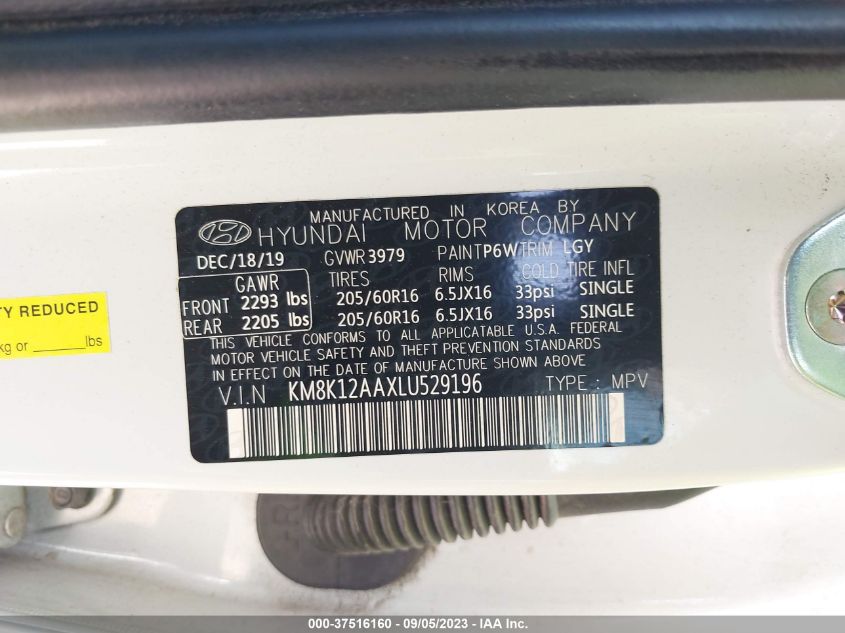 MANUFACTURED IN KOREA BY
HYUNDAI MOTOR COMPANY
DEC/18/19 GVWR 3979 PAINT P6W TRIM LGY
GAWR TIRES RIMS COLD TIRE INFL
FRONT 2293 lbs 205/60R16 6.5JX16 33psi SINGLE
REAR 2205 lbs 205/60R16 6.5JX16 33psi SINGLE
THIS VEHICLE CONFORMS TO ALL APPLICATABLE U.S.A. FEDERAL
MOTOR VEHICLE SAFETY AND THEFT PREVENTION STANDARDS
IN EFFECT ON THE DATE OF MANUFACTURE SHOWN ABOVE
V.I.N KM8K12AAXLU529196 TYPE : MPV
TY REDUCED
kg or ______ lbs
000-37516160 - 09/05/2023 - IAA Inc.